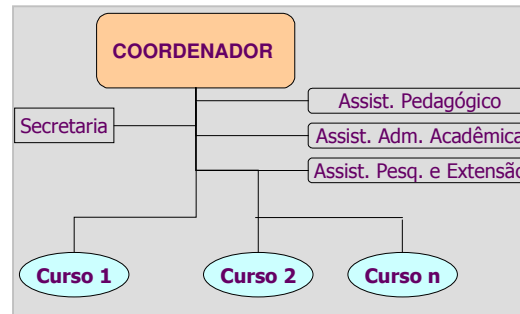 COORDENADOR
Assist. Pedagógico
Secretaria
Assist. Adm. Acadêmica
Assist. Pesq. e Extensão
Curso 1
Curso 2
Curso n